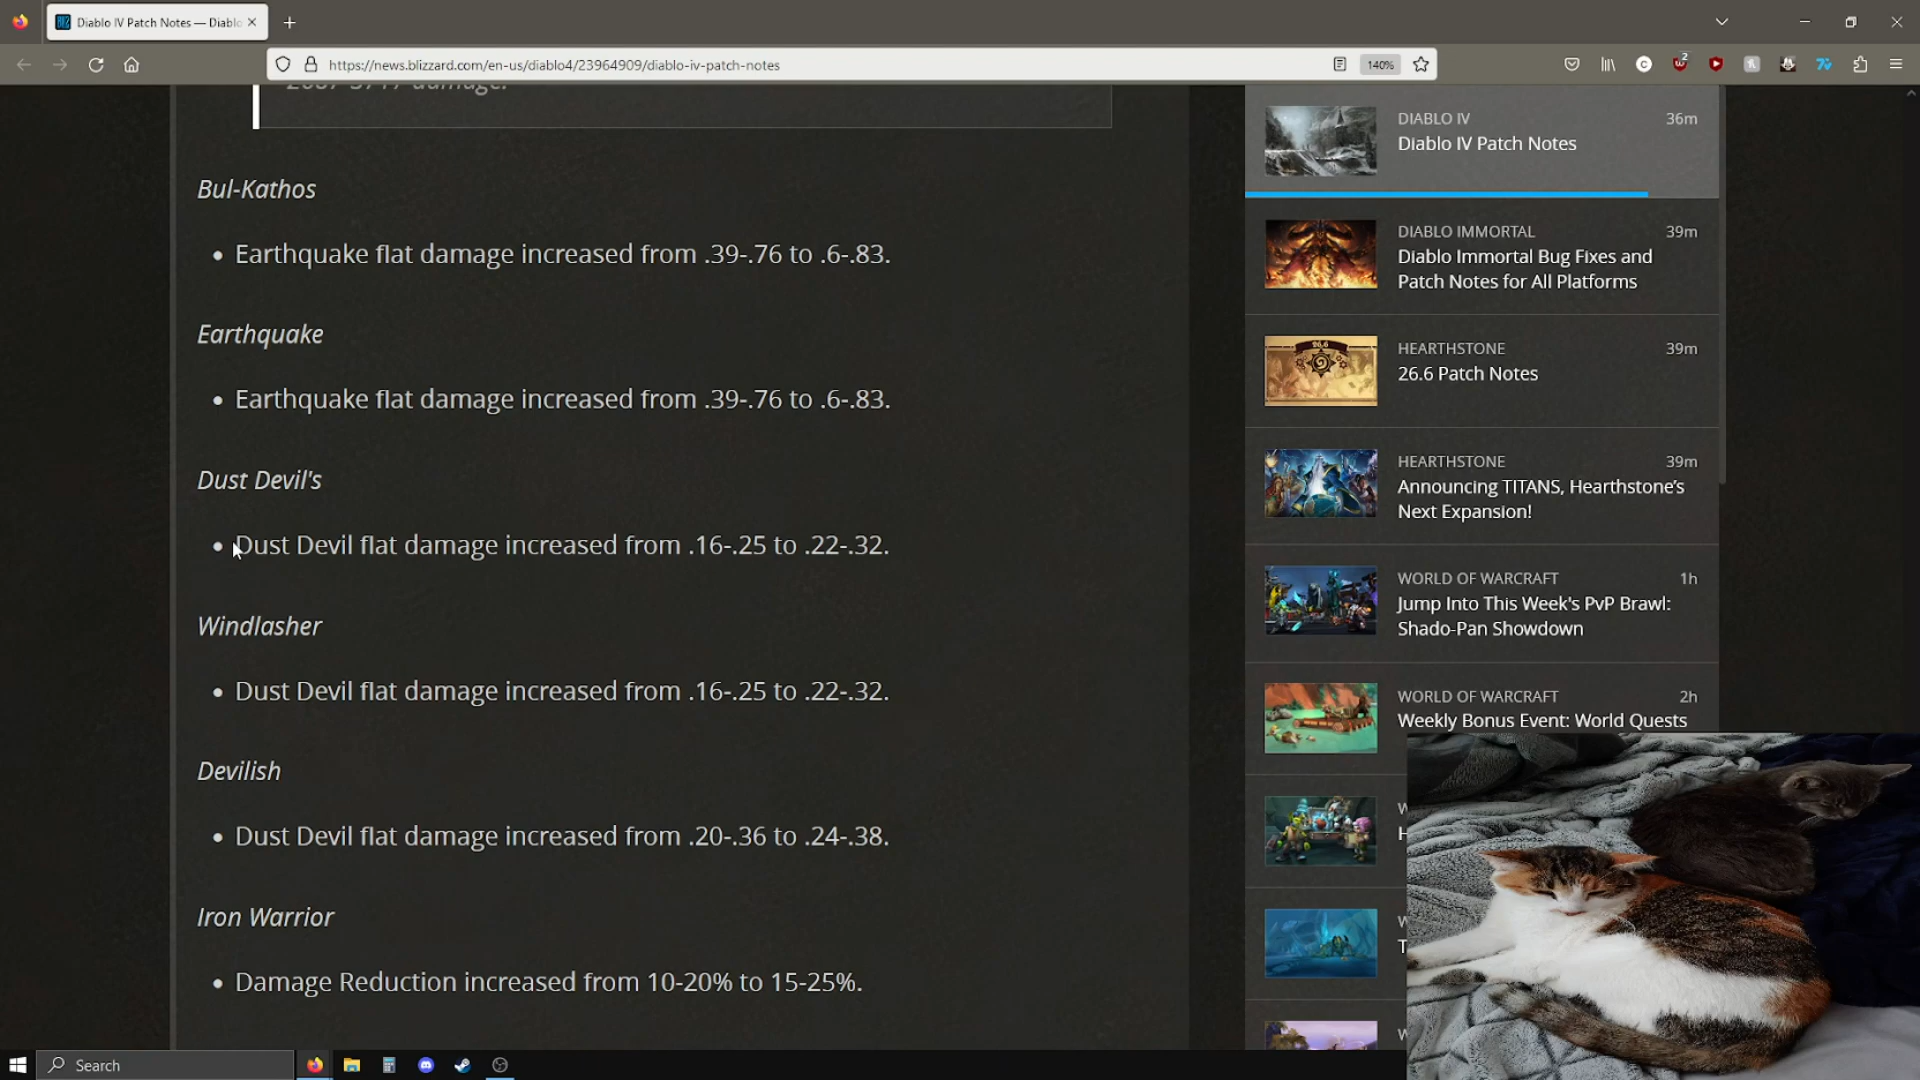 Diablo IV Patch Notes — Diablo
https://news.blizzard.com/en-us/diablo4/23964909/diablo-iv-patch-notes
140%
2
Bul-Kathos
• Earthquake flat damage increased from .39-.76 to .6-.83.
Earthquake
• Earthquake flat damage increased from .39-.76 to .6-.83.
Dust Devil's
• Dust Devil flat damage increased from .16-.25 to .22-.32.
Windlasher
• Dust Devil flat damage increased from .16-.25 to .22-.32.
Devilish
• Dust Devil flat damage increased from .20-.36 to .24-.38.
Iron Warrior
• Damage Reduction increased from 10-20% to 15-25%.
DIABLO IV 36m
Diablo IV Patch Notes
DIABLO IMMORTAL 39m
Diablo Immortal Bug Fixes and
Patch Notes for All Platforms
HEARTHSTONE 39m
26.6 Patch Notes
26.6
HEARTHSTONE 39m
Announcing TITANS, Hearthstone’s
Next Expansion!
WORLD OF WARCRAFT 1h
Jump Into This Week's PvP Brawl:
Shado-Pan Showdown
WORLD OF WARCRAFT 2h
Weekly Bonus Event: World Quests
Search